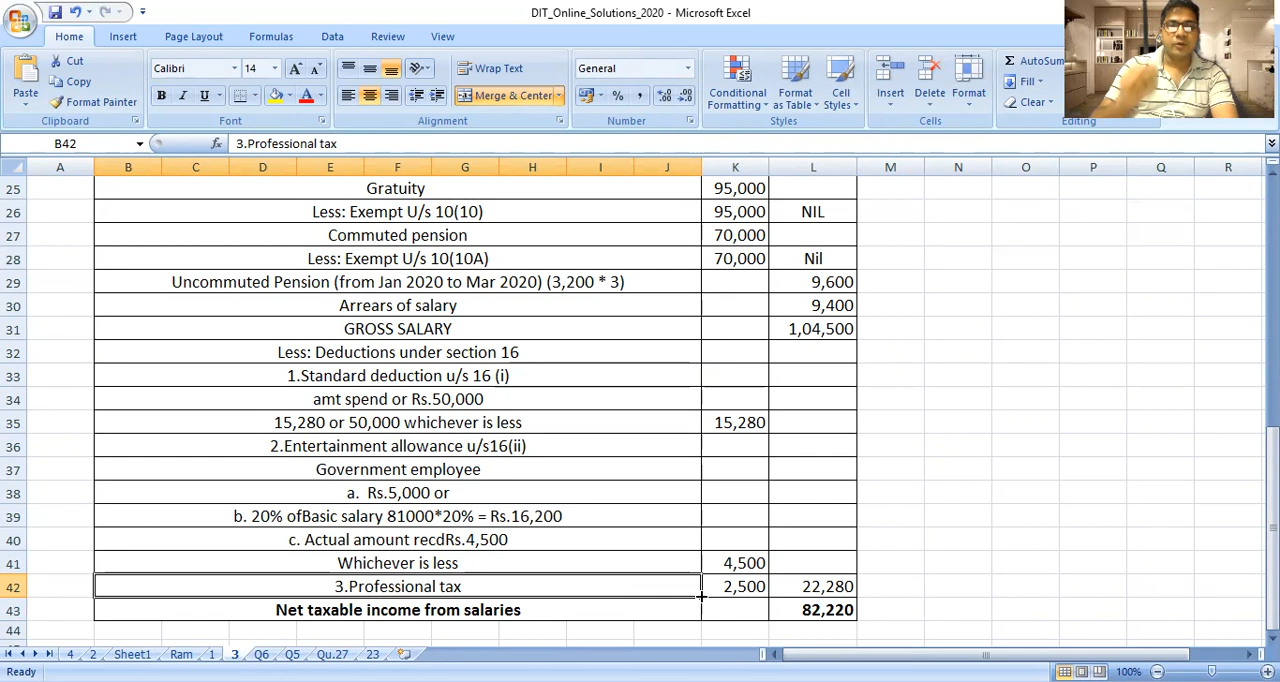 DIT_Online_Solutions_2020 - Microsoft Excel
Home Insert Page Layout Formulas Data Review View
Paste Cut Copy Format Painter Clipboard
Calibri 14 A A B I U A Font
Wrap Text Merge & Center Alignment
General % , Number
Conditional Formatting Format as Table Cell Styles Styles
Insert Delete Format Cells
Σ AutoSum Fill Clear Editing
B42 fx 3.Professional tax
A B C D E F G H I J K L M N O P Q R
25 Gratuity 95,000
26 Less: Exempt U/s 10(10) 95,000 NIL
27 Commuted pension 70,000
28 Less: Exempt U/s 10(10A) 70,000 Nil
29 Uncommuted Pension (from Jan 2020 to Mar 2020) (3,200 * 3) 9,600
30 Arrears of salary 9,400
31 GROSS SALARY 1,04,500
32 Less: Deductions under section 16
33 1.Standard deduction u/s 16 (i)
34 amt spend or Rs.50,000
35 15,280 or 50,000 whichever is less 15,280
36 2.Entertainment allowance u/s16(ii)
37 Government employee
38 a. Rs.5,000 or
39 b. 20% ofBasic salary 81000*20% = Rs.16,200
40 c. Actual amount recdRs.4,500
41 Whichever is less 4,500
42 3.Professional tax 2,500 22,280
43 Net taxable income from salaries 82,220
44
4 2 Sheet1 Ram 1 3 Q6 Q5 Qu.27 23
Ready 100%